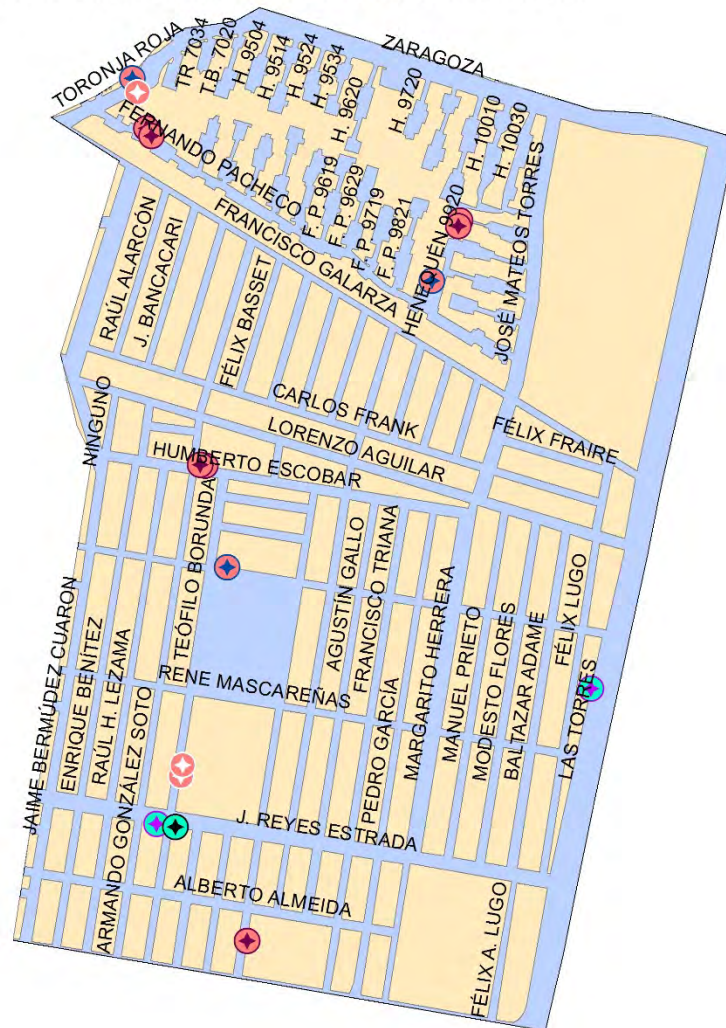 ZARAGOZA
TORONJA ROJA
TR. 7034
T.B. 7020
H. 9504
H. 9514
H. 9524
H. 9534
H. 9620
H. 9720
H. 10010
H. 10030
FERNANDO PACHECO
F. P. 9619
F. P. 9629
F. P. 9719
F. P. 9821
HENEQUÉN 9820
JOSÉ MATEOS TORRES
FRANCISCO GALARZA
RAÚL ALARCÓN
J. BANCACARI
FÉLIX BASSET
CARLOS FRANK
LORENZO AGUILAR
FÉLIX FRAIRE
NINGUNO
HUMBERTO ESCOBAR
TEÓFILO BORUNDA
AGUSTÍN GALLO
FRANCISCO TRIANA
MARGARITO HERRERA
MANUEL PRIETO
MODESTO FLORES
BALTAZAR ADAME
FÉLIX LUGO
LAS TORRES
JAIME BERMÚDEZ CUARON
ENRIQUE BENÍTEZ
RAÚL H. LEZAMA
ARMANDO GONZÁLEZ SOTO
RENE MASCAREÑAS
PEDRO GARCÍA
J. REYES ESTRADA
ALBERTO ALMEIDA
FÉLIX A. LUGO